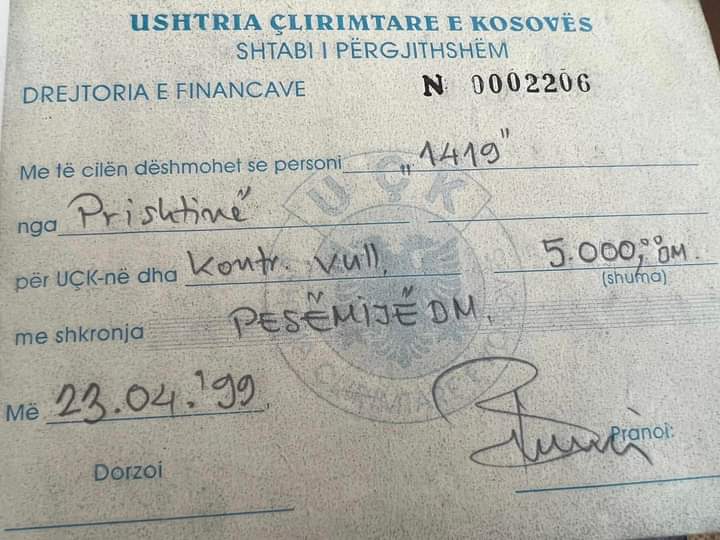 USHTRIA ÇLIRIMTARE E KOSOVËS
SHTABI I PËRGJITHSHËM
DREJTORIA E FINANCAVE N 0002206
Me të cilën dëshmohet se personi „1419"
nga Prishtinë
për UÇK-në dha Kontr. vull. 5.000,00 DM.
(shuma)
me shkronja PESËMIJË DM.
Më 23.04.'99
Pranoi:
Dorzoi
UÇK